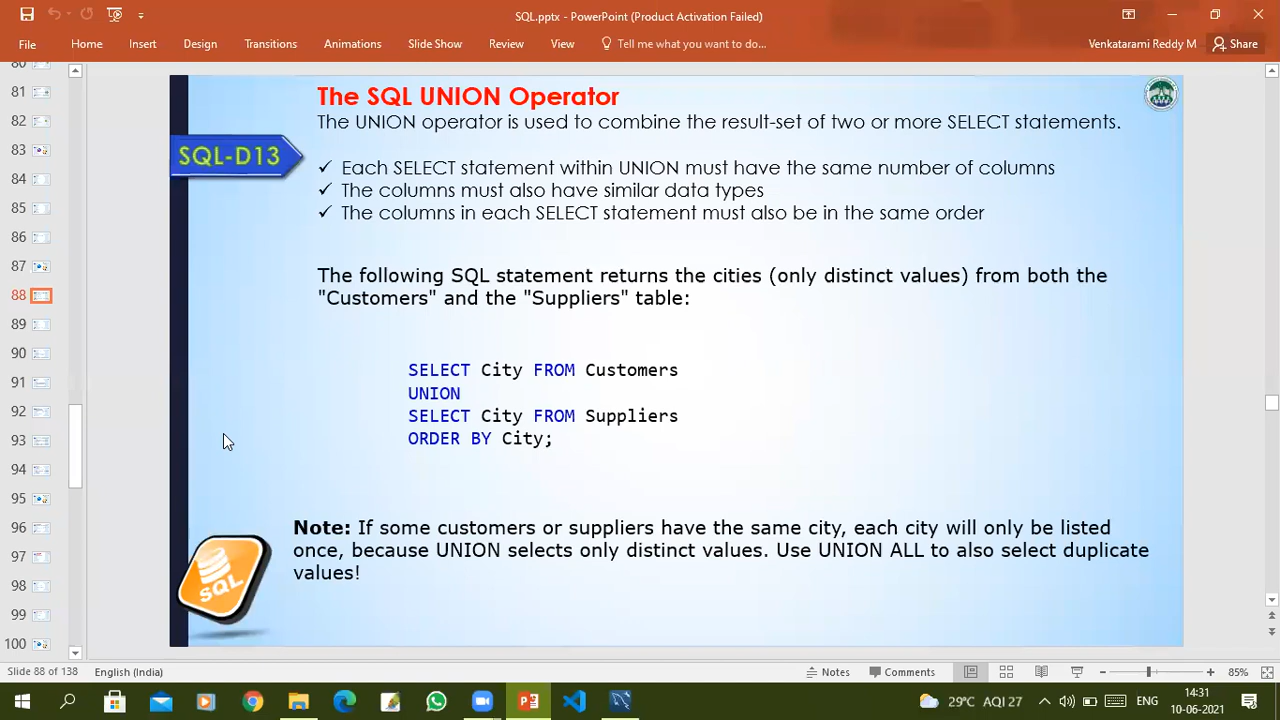 SQL.pptx - PowerPoint (Product Activation Failed)
File Home Insert Design Transitions Animations Slide Show Review View Tell me what you want to do... Venkatarami Reddy M Share
80
81
82
83
84
85
86
87
88
89
90
91
92
93
94
95
96
97
98
99
100
The SQL UNION Operator
The UNION operator is used to combine the result-set of two or more SELECT statements.
SQL-D13
✓ Each SELECT statement within UNION must have the same number of columns
✓ The columns must also have similar data types
✓ The columns in each SELECT statement must also be in the same order
The following SQL statement returns the cities (only distinct values) from both the
"Customers" and the "Suppliers" table:
SELECT City FROM Customers
UNION
SELECT City FROM Suppliers
ORDER BY City;
Note: If some customers or suppliers have the same city, each city will only be listed
once, because UNION selects only distinct values. Use UNION ALL to also select duplicate
values!
SQL
Slide 88 of 138 English (India) Notes Comments 85%
29°C AQI 27 ENG 14:31
10-06-2021